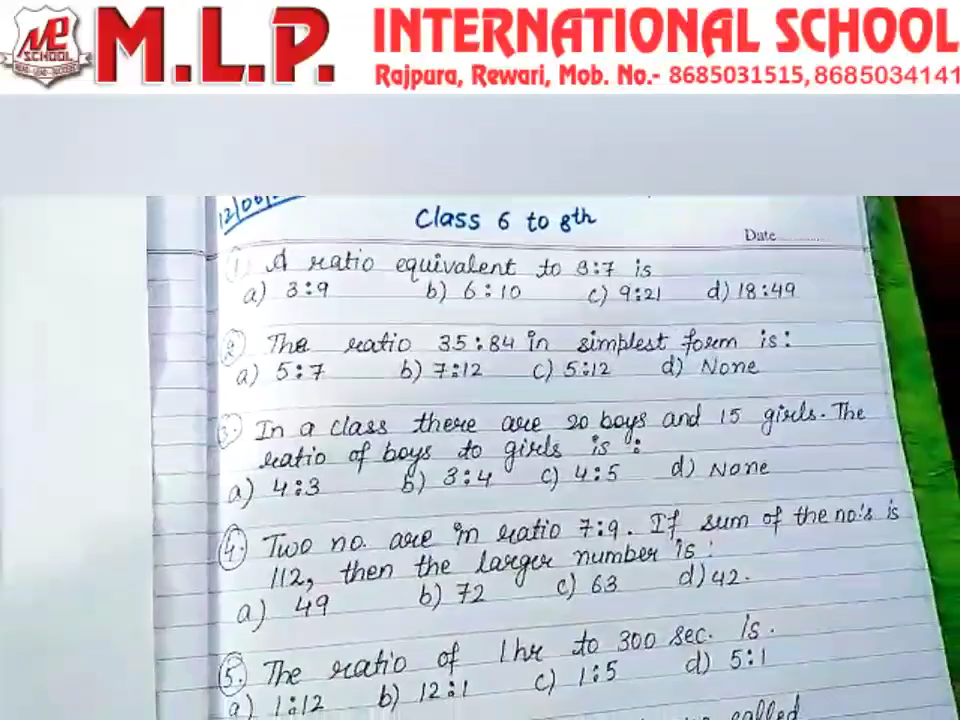 M.L.P. INTERNATIONAL SCHOOL
SCHOOL
Rajpura, Rewari, Mob. No.- 8685031515, 8685034141
12/06/
Class 6 to 8th
Date
1. A ratio equivalent to 3:7 is
a) 3:9 b) 6:10 c) 9:21 d) 18:49
2. The ratio 35:84 in simplest form is:
a) 5:7 b) 7:12 c) 5:12 d) None
3. In a class there are 20 boys and 15 girls. The
ratio of boys to girls is :
a) 4:3 b) 3:4 c) 4:5 d) None
4. Two no. are in ratio 7:9. If sum of the no.'s is
112, then the larger number is :
a) 49 b) 72 c) 63 d) 42.
5. The ratio of 1hr to 300 sec. is.
a) 1:12 b) 12:1 c) 1:5 d) 5:1
called